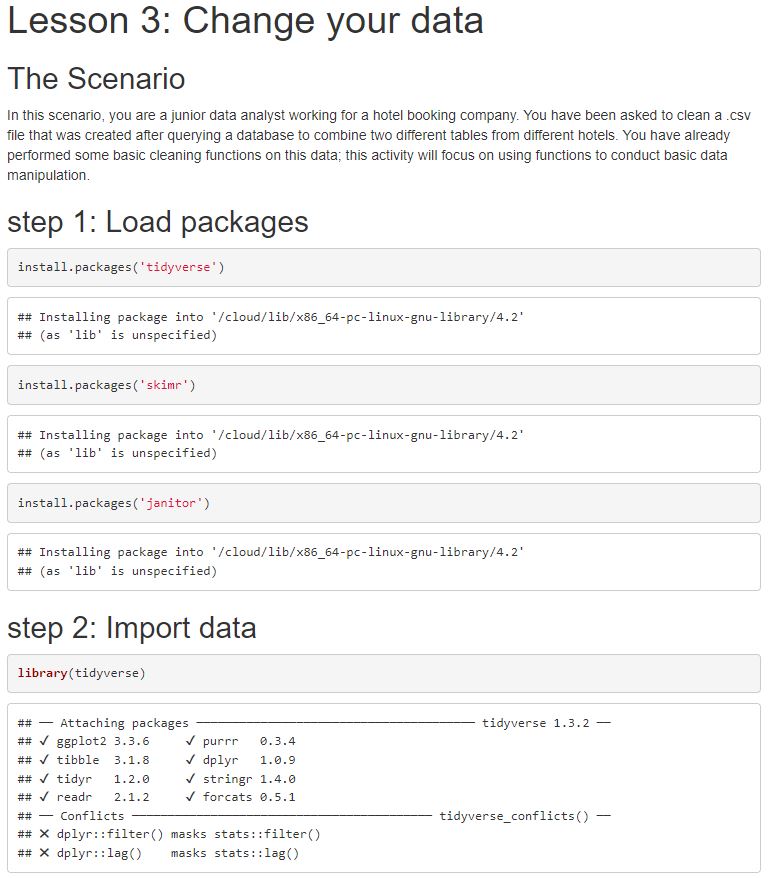 Lesson 3: Change your data
The Scenario
In this scenario, you are a junior data analyst working for a hotel booking company. You have been asked to clean a .csv
file that was created after querying a database to combine two different tables from different hotels. You have already
performed some basic cleaning functions on this data; this activity will focus on using functions to conduct basic data
manipulation.
step 1: Load packages
install.packages('tidyverse')
## Installing package into '/cloud/lib/x86_64-pc-linux-gnu-library/4.2'
## (as 'lib' is unspecified)
install.packages('skimr')
## Installing package into '/cloud/lib/x86_64-pc-linux-gnu-library/4.2'
## (as 'lib' is unspecified)
install.packages('janitor')
## Installing package into '/cloud/lib/x86_64-pc-linux-gnu-library/4.2'
## (as 'lib' is unspecified)
step 2: Import data
library(tidyverse)
## ── Attaching packages ─────────────────────────────────────── tidyverse 1.3.2 ──
## ✓ ggplot2 3.3.6     ✓ purrr   0.3.4
## ✓ tibble  3.1.8     ✓ dplyr   1.0.9
## ✓ tidyr   1.2.0     ✓ stringr 1.4.0
## ✓ readr   2.1.2     ✓ forcats 0.5.1
## ── Conflicts ────────────────────────────────────────── tidyverse_conflicts() ──
## ✕ dplyr::filter() masks stats::filter()
## ✕ dplyr::lag()    masks stats::lag()